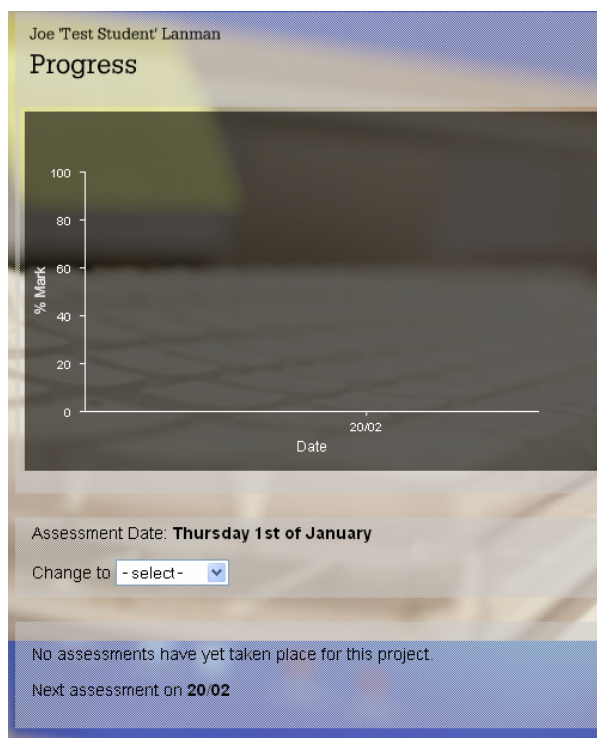 Joe 'Test Student' Lanman
Progress
100
80
60
40
20
0
% Mark
20/02
Date
Assessment Date: Thursday 1st of January
Change to - select -
No assessments have yet taken place for this project.
Next assessment on 20/02